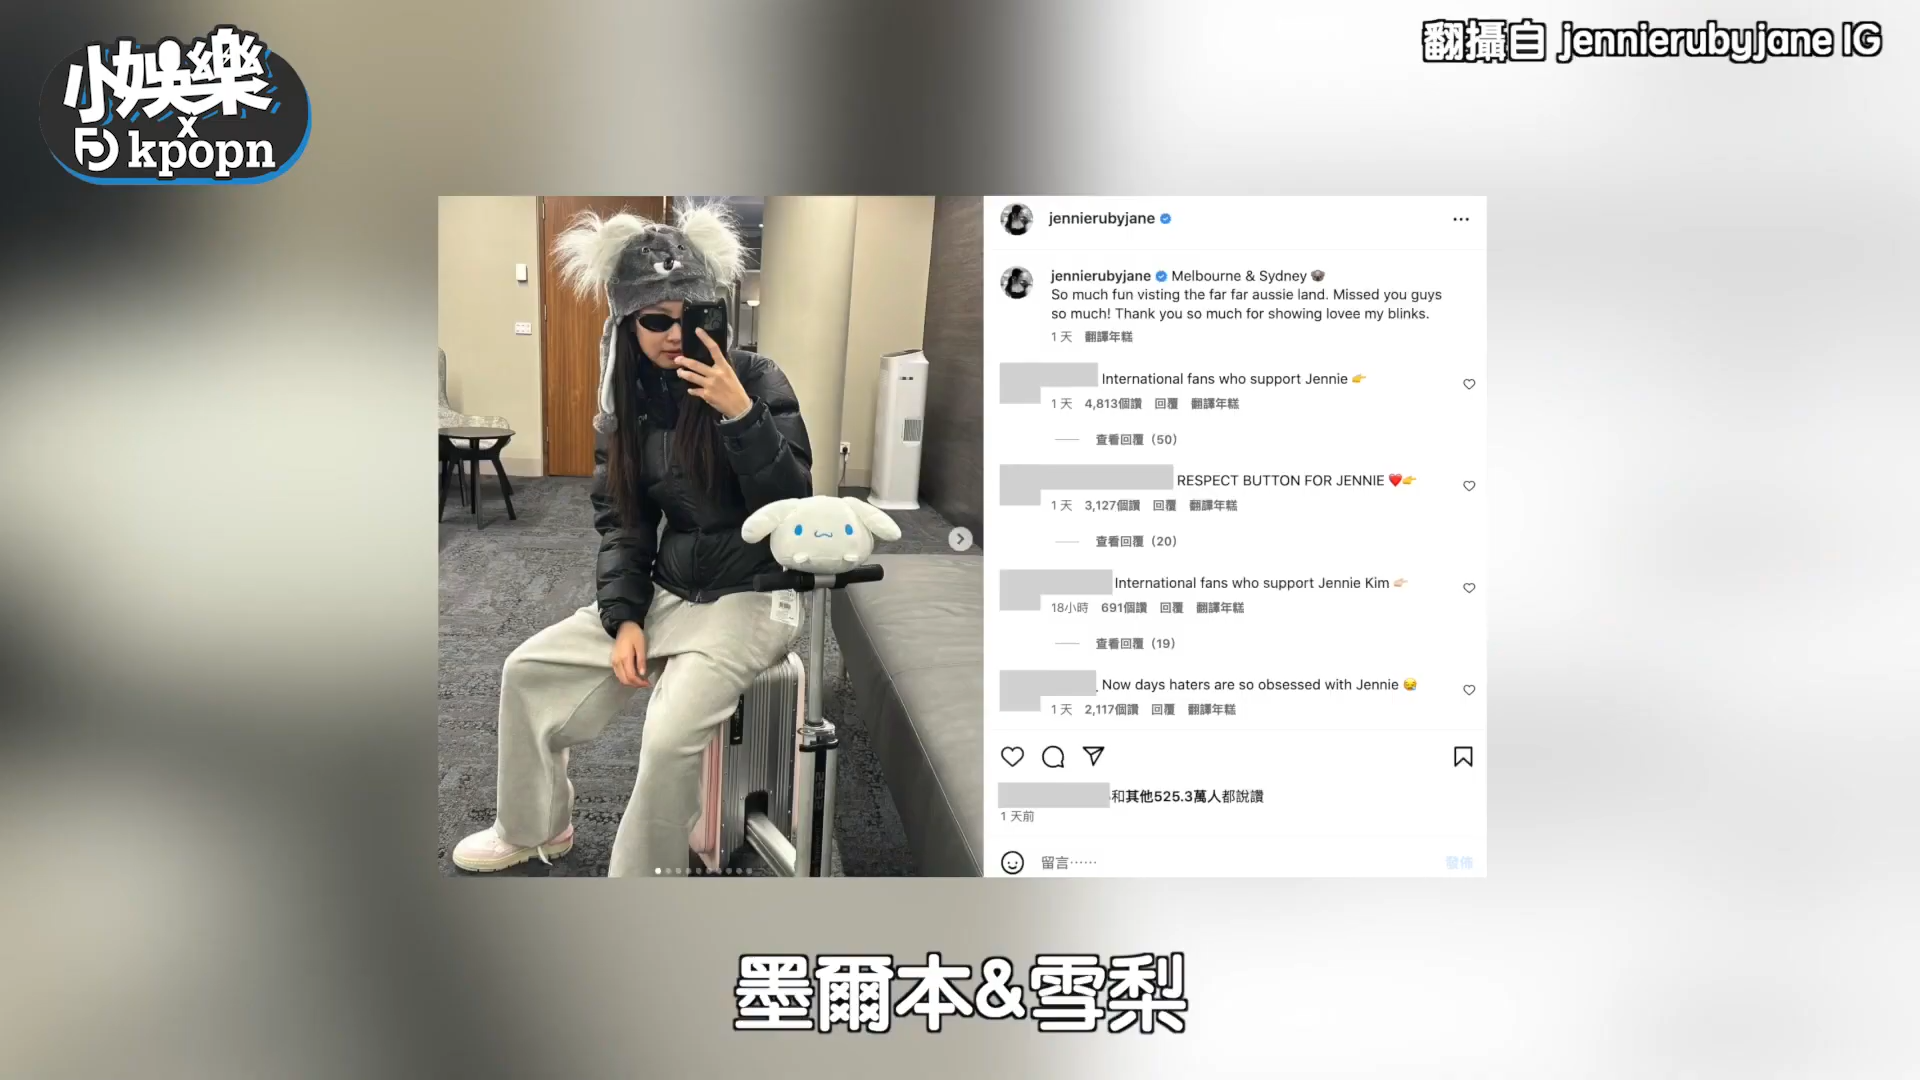 小娛樂
x
kpopn
翻攝自 jennierubyjane IG
jennierubyjane
jennierubyjane Melbourne & Sydney 🐨
So much fun visting the far far aussie land. Missed you guys
so much! Thank you so much for showing lovee my blinks.
1 天 翻譯年糕
International fans who support Jennie 👉
1 天 4,813個讚 回覆 翻譯年糕
查看回覆（50）
RESPECT BUTTON FOR JENNIE ❤️👉
1 天 3,127個讚 回覆 翻譯年糕
查看回覆（20）
International fans who support Jennie Kim 👉🏻
18小時 691個讚 回覆 翻譯年糕
查看回覆（19）
Now days haters are so obsessed with Jennie 😪
1 天 2,117個讚 回覆 翻譯年糕
和其他525.3萬人都說讚
1 天前
留言……
發佈
墨爾本&雪梨